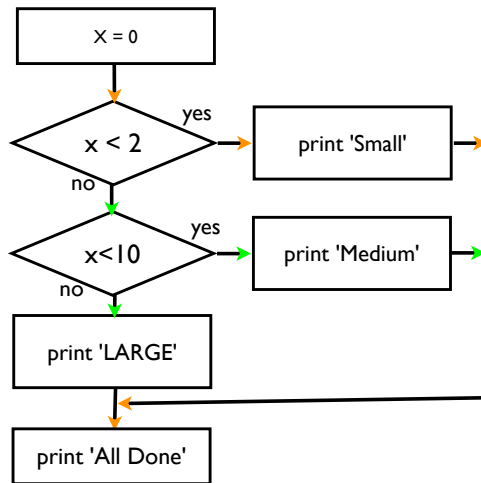 X = 0
yes
x < 2
print 'Small'
no
yes
x<10
print 'Medium'
no
print 'LARGE'
print 'All Done'